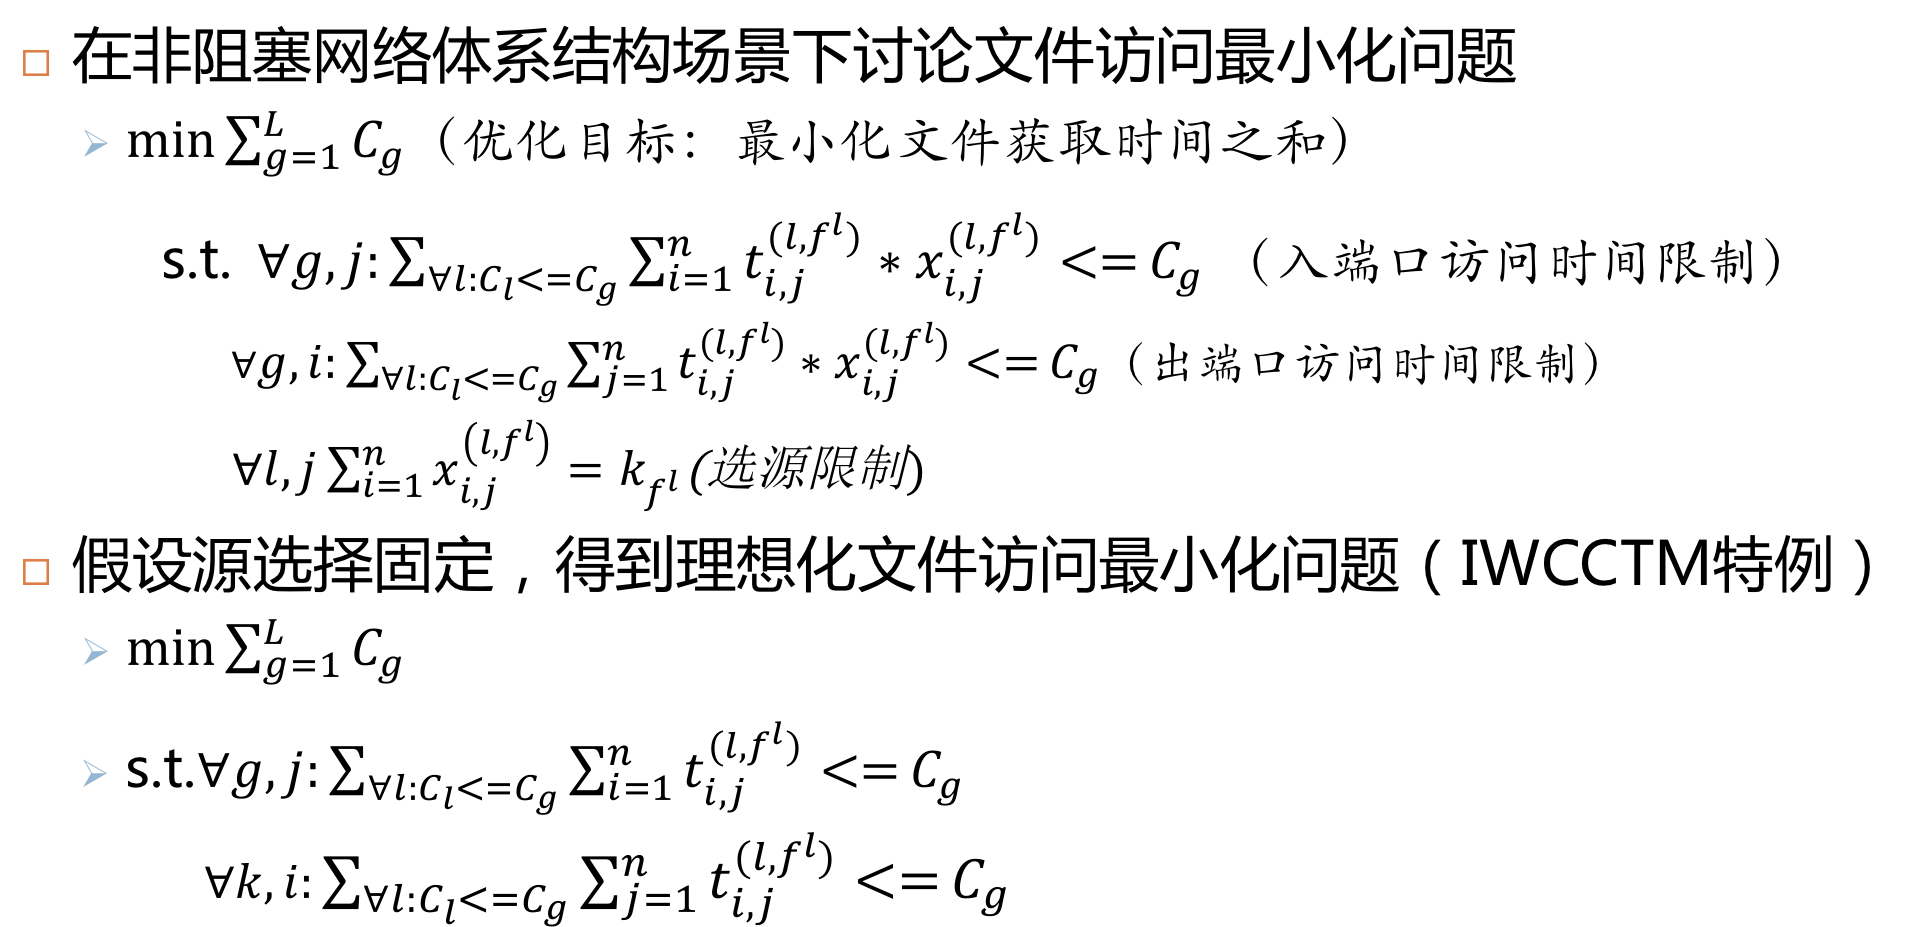 □ 在非阻塞网络体系结构场景下讨论文件访问最小化问题
➢ min ∑_{g=1}^{L} C_g（优化目标：最小化文件获取时间之和）
s.t. ∀g,j: ∑_{∀l:C_l<=C_g} ∑_{i=1}^{n} t_{i,j}^{(l,f^l)} * x_{i,j}^{(l,f^l)} <= C_g （入端口访问时间限制）
∀g,i: ∑_{∀l:C_l<=C_g} ∑_{j=1}^{n} t_{i,j}^{(l,f^l)} * x_{i,j}^{(l,f^l)} <= C_g（出端口访问时间限制）
∀l,j ∑_{i=1}^{n} x_{i,j}^{(l,f^l)} = k_{f^l}(选源限制)
□ 假设源选择固定，得到理想化文件访问最小化问题（IWCCTM特例）
➢ min ∑_{g=1}^{L} C_g
➢ s.t.∀g,j: ∑_{∀l:C_l<=C_g} ∑_{i=1}^{n} t_{i,j}^{(l,f^l)} <= C_g
∀k,i: ∑_{∀l:C_l<=C_g} ∑_{j=1}^{n} t_{i,j}^{(l,f^l)} <= C_g